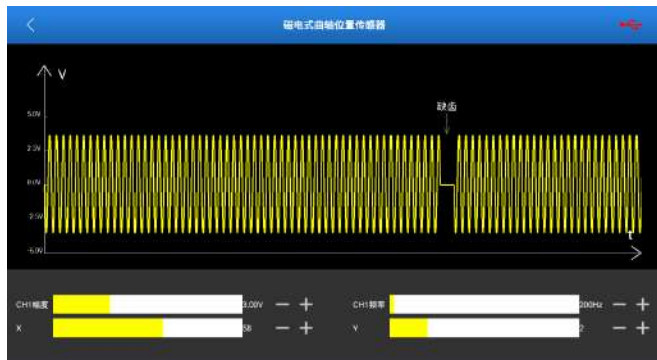 磁电式曲轴位置传感器
V
缺齿
5.0V
2.5V
0.0V
-2.5V
-5.0V
t
CH1幅度 3.00V — + CH1频率 200Hz — +
X 58 — + Y 2 — +